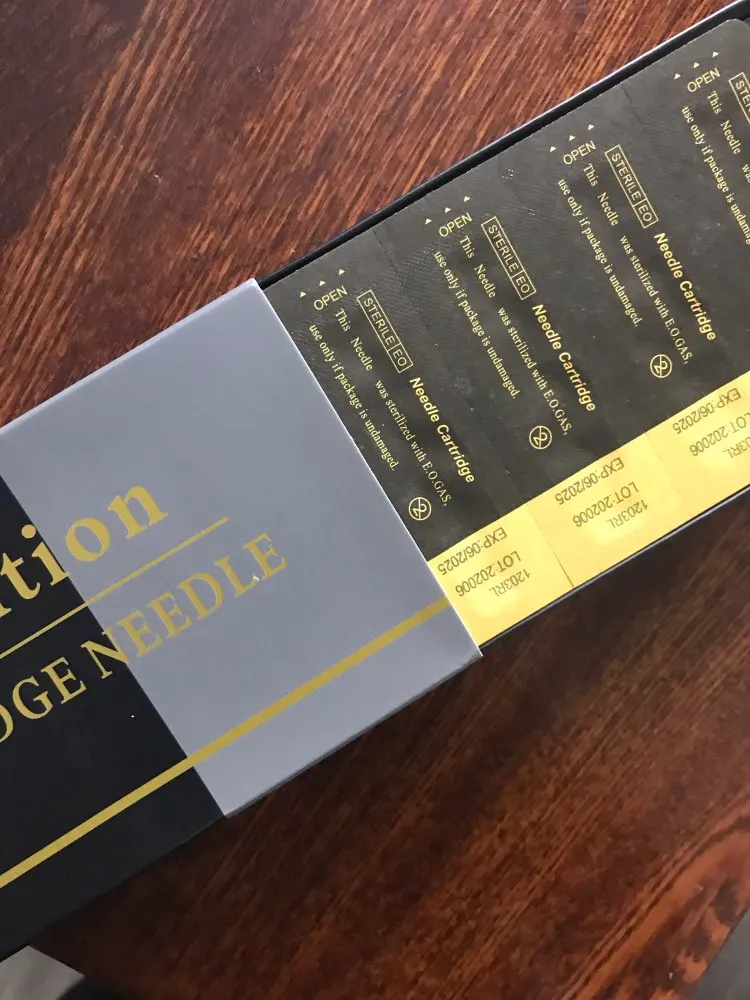 tion
DGE NEEDLE
OPEN
STERILE EO
Needle Cartridge
This Needle was sterilized with E.O.GAS,
use only if package is undamaged.
1203RL
LOT:202006
EXP:06/2025
OPEN
STERILE EO
Needle Cartridge
This Needle was sterilized with E.O.GAS,
use only if package is undamaged.
1203RL
LOT:202006
EXP:06/2025
OPEN
STERILE EO
Needle Cartridge
This Needle was sterilized with E.O.GAS,
use only if package is undamaged.
1203RL
LOT:202006
EXP:06/2025
OPEN
This Needle
use only if package is undama